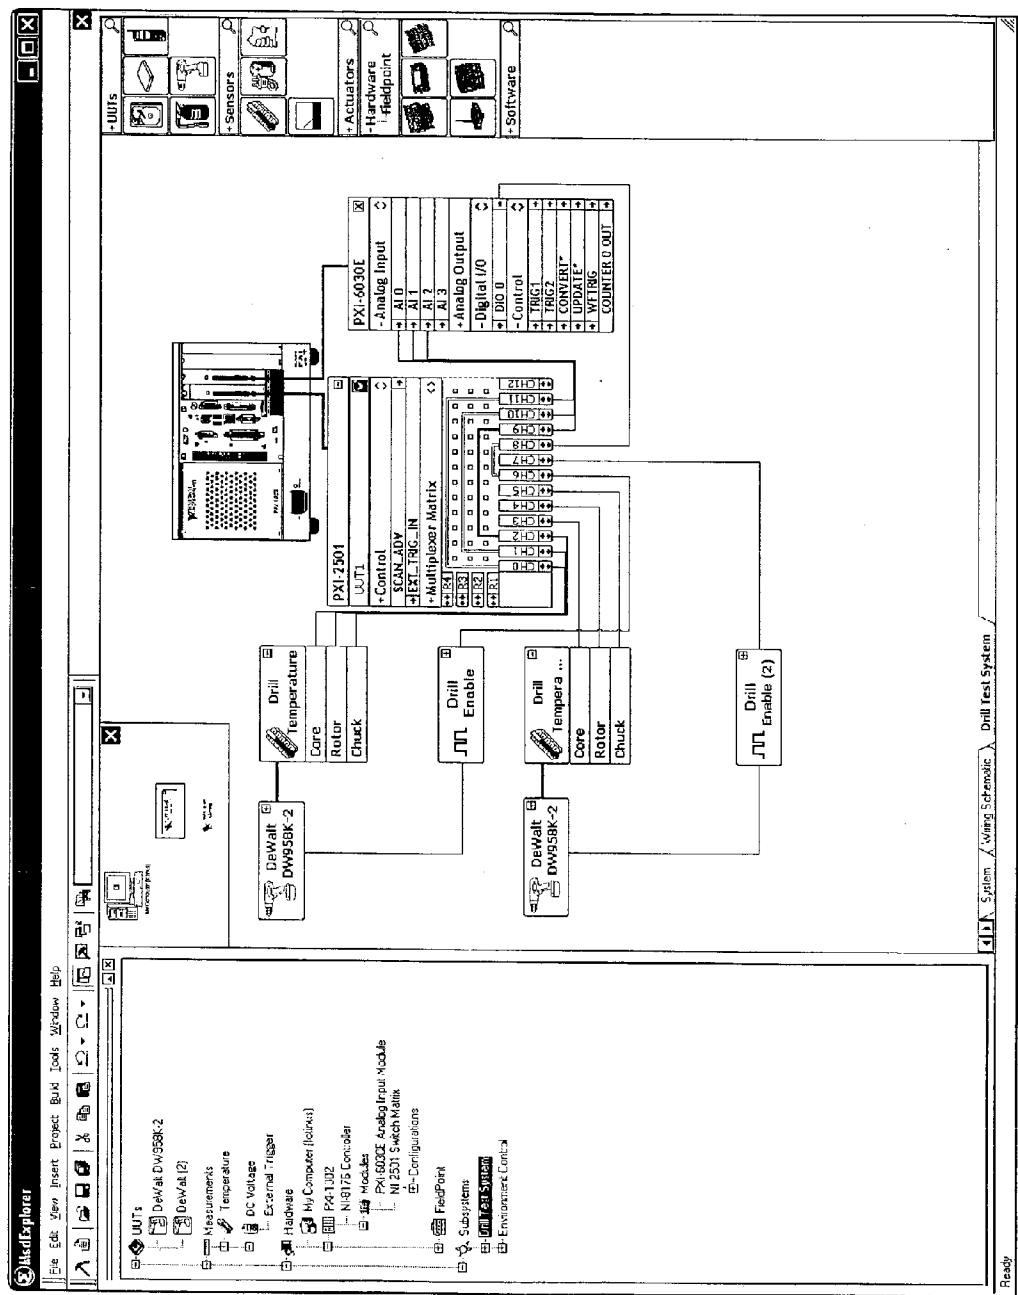 MsdExplorer
File Edit View Insert Project Build Tools Window Help
UUTs
DeWalt DW958K-2
DeWalt (2)
Measurements
Temperature
DC Voltage
External Trigger
Hardware
PXI-1002
NI-8176 Controller
Modules
PXI-6030E Analog Input Module
NI 2501 Switch Matrix
Configurations
FieldPoint
Subsystems
Drill Test System
Environment Control
DeWalt
DW958K-2
Drill
Temperature
Core
Rotor
Chuck
Drill
Enable
DeWalt
DW958K-2
Drill
Tempera ...
Core
Rotor
Chuck
Drill
Enable (2)
PXI-2501
UUT1
+Control
SCAN_ADV
EXT_TRIG_IN
+Multiplexer Matrix
R4
R3
R2
R1
CH0
CH1
CH2
CH3
CH4
CH5
CH6
CH7
CH8
CH9
CH10
CH11
CH12
PXI-6030E
-Analog Input
AI 0
AI 1
AI 2
AI 3
+Analog Output
-Digital I/O
DIO 0
-Control
TRIG1
TRIG2
CONVERT*
UPDATE*
WFTRIG
COUNTER 0 OUT
+UUTs
+Sensors
+Actuators
-Hardware
Fieldpoint
+Software
System
Wiring Schematic
Drill Test System
Ready